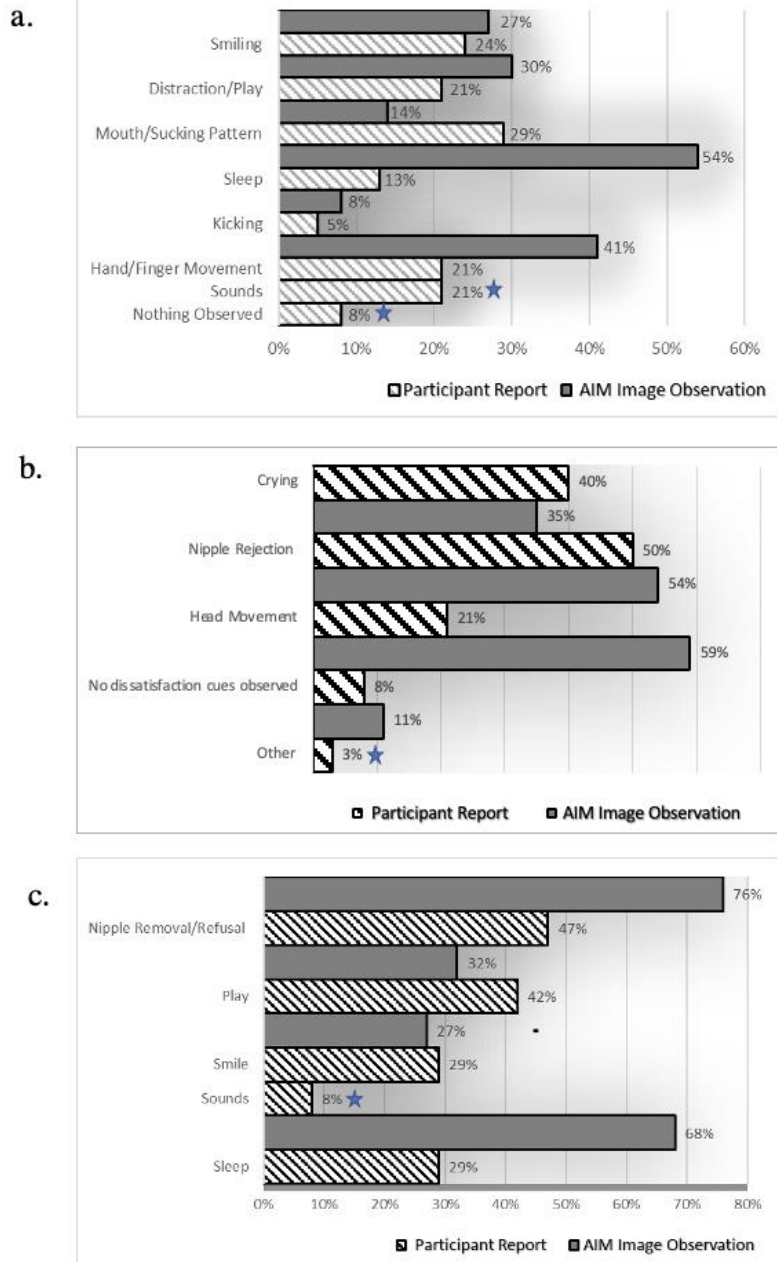 a.
27%
Smiling 24%
30%
Distraction/Play 21%
14%
Mouth/Sucking Pattern 29%
54%
Sleep 13%
8%
Kicking 5%
41%
Hand/Finger Movement 21%
Sounds 21%
Nothing Observed 8%
0% 10% 20% 30% 40% 50% 60%
Participant Report AIM Image Observation
b.
Crying 40%
35%
Nipple Rejection 50%
54%
Head Movement 21%
59%
No dissatisfaction cues observed 8%
11%
Other 3%
Participant Report AIM Image Observation
c.
76%
Nipple Removal/Refusal 47%
32%
Play 42%
27%
Smile 29%
Sounds 8%
68%
Sleep 29%
0% 10% 20% 30% 40% 50% 60% 70% 80%
Participant Report AIM Image Observation